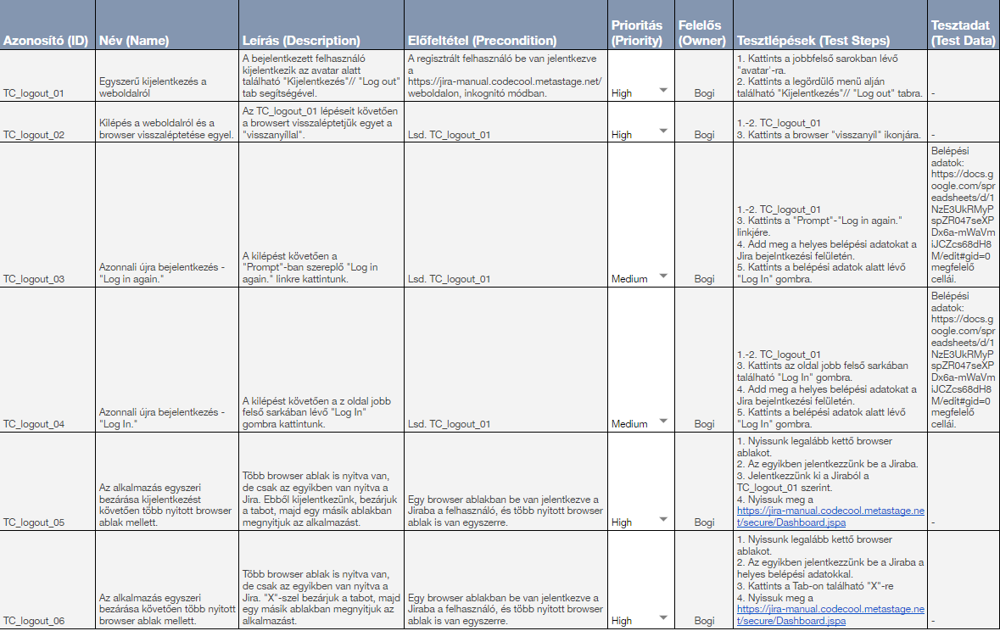 Azonosító (ID)
Név (Name)
Leírás (Description)
Előfeltétel (Precondition)
Prioritás
(Priority)
Felelős
(Owner)
Tesztlépések (Test Steps)
Tesztadat
(Test Data)
TC_logout_01
Egyszerű kijelentkezés a
weboldalról
A bejelentkezett felhasználó
kijelentkezik az avatar alatt
található "Kijelentkezés"// "Log out"
tab segítségével.
A regisztrált felhasználó be van jelentkezve
a
https://jira-manual.codecool.metastage.net/
weboldalon, inkognitó módban.
High
Bogi
1. Kattints a jobbfelső sarokban lévő
"avatar'-ra.
2. Kattints a legördülő menü alján
található "Kijelentkezés"// "Log out" tabra.
-
TC_logout_02
Kilépés a weboldalról és a
browser visszaléptetése egyel.
Az TC_logout_01 lépéseit követően
a browsert visszaléptetjük egyet a
"visszanyíllal".
Lsd. TC_logout_01
High
Bogi
1.-2. TC_logout_01
3. Kattints a browser "visszanyíl" ikonjára.
-
TC_logout_03
Azonnali újra bejelentkezés -
"Log in again."
A kilépést követően a
"Prompt"-ban szereplő "Log in
again." linkre kattintunk.
Lsd. TC_logout_01
Medium
Bogi
1.-2. TC_logout_01
3. Kattints a "Prompt"-"Log in again."
linkjére.
4. Add meg a helyes belépési adatokat a
Jira bejelntkezési felületén.
5. Kattints a belépési adatok alatt lévő
"Log In" gombra.
Belépési
adatok:
https://docs.g
oogle.com/spr
eadsheets/d/1
NzE3UkRMyP
spZR047seXP
Dx6a-mWaVm
iJCZcs68dH8
M/edit#gid=0
megfelelő
cellái.
TC_logout_04
Azonnali újra bejelentkezés -
"Log In."
A kilépést követően a z oldal jobb
felső sarkában lévő "Log In"
gombra kattintunk.
Lsd. TC_logout_01
Medium
Bogi
1.-2. TC_logout_01
3. Kattints az oldal jobb felső sarkában
található "Log In" gombra.
4. Add meg a helyes belépési adatokat a
Jira bejelntkezési felületén.
5. Kattints a belépési adatok alatt lévő
"Log In" gombra.
Belépési
adatok:
https://docs.g
oogle.com/spr
eadsheets/d/1
NzE3UkRMyP
spZR047seXP
Dx6a-mWaVm
iJCZcs68dH8
M/edit#gid=0
megfelelő
cellái.
TC_logout_05
Az alkalmazás egyszeri
bezárása kijelentkezést
követően több nyitott browser
ablak mellett.
Több browser ablak is nyitva van,
de csak az egyikben van nyitva a
Jira. Ebből kijelentkezünk, bezárjuk
a tabot, majd egy másik ablakban
megnyitjuk az alkalmazást.
Egy browser ablakban be van jelentkezve a
Jiraba a felhasználó, és több nyitott browser
ablak is van egyszerre.
High
Bogi
1. Nyissunk legalább kettő browser
ablakot.
2. Az egyikben jelentkezzünk be a Jiraba.
3. Jelentkezzünk ki a Jiraból a
TC_logout_01 szerint.
4. Nyissuk meg a
https://jira-manual.codecool.metastage.ne
t/secure/Dashboard.jspa
-
TC_logout_06
Az alkalmazás egyszeri
bezárása követően több nyitott
browser ablak mellett.
Több browser ablak is nyitva van,
de csak az egyikben van nyitva a
Jira. "X"-szel bezárjuk a tabot, majd
egy másik ablakban megnyitjuk az
alkalmazást.
Egy browser ablakban be van jelentkezve a
Jiraba a felhasználó, és több nyitott browser
ablak is van egyszerre.
High
Bogi
1. Nyissunk legalább kettő browser
ablakot.
2. Az egyikben jelentkezzünk be a Jiraba a
helyes belépési adatokkal.
3. Kattints a Tab-on található "X"-re
4. Nyissuk meg a
https://jira-manual.codecool.metastage.ne
t/secure/Dashboard.jspa
-